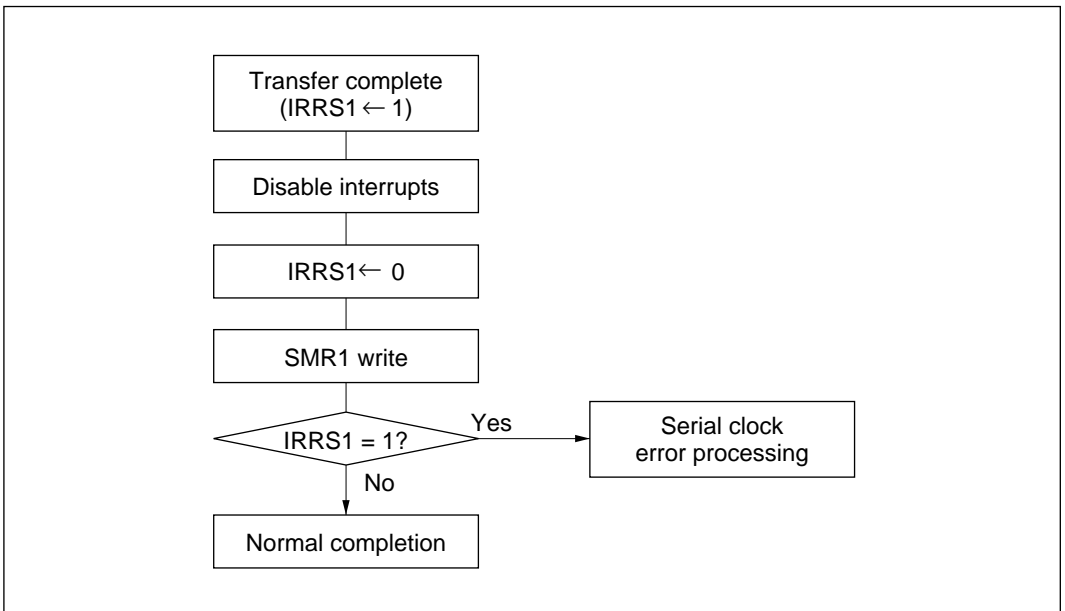 Transfer complete
(IRRS1 ← 1)
Disable interrupts
IRRS1← 0
SMR1 write
IRRS1 = 1?
Yes
Serial clock
error processing
No
Normal completion